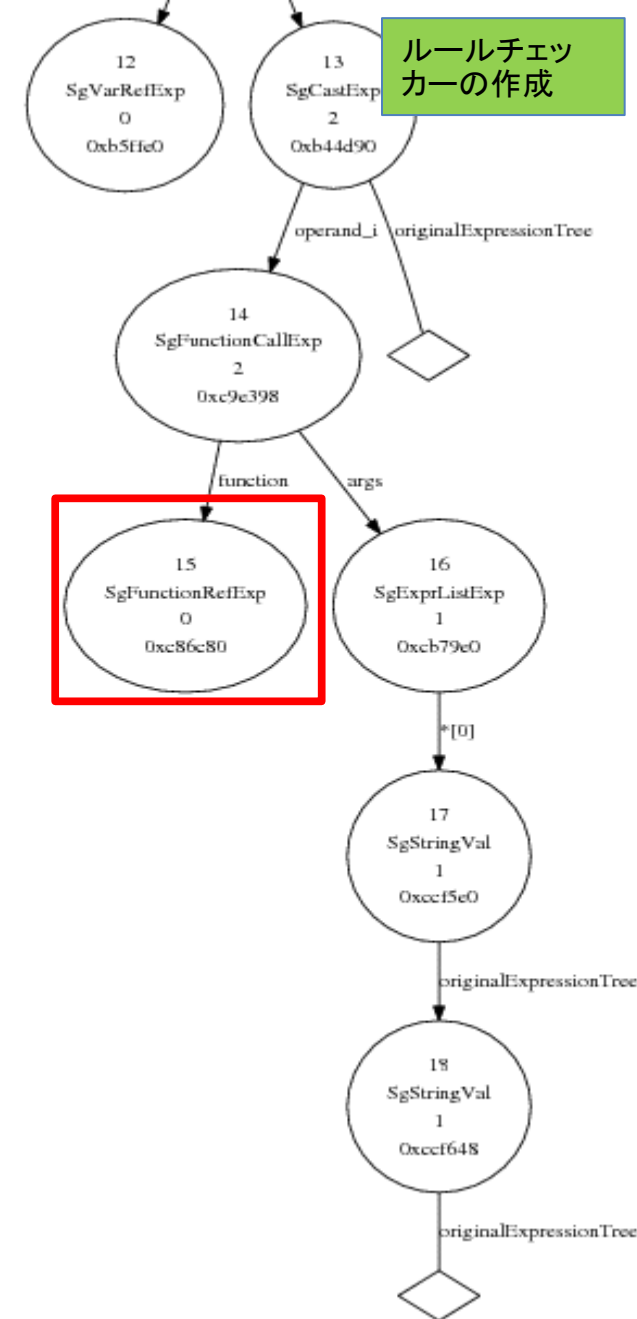 ルールチェッ
カーの作成
12
SgVarRefExp
0
0xb5ffe0
13
SgCastExp
2
0xb44d90
operand_i
originalExpressionTree
14
SgFunctionCallExp
2
0xc9e398
function
args
15
SgFunctionRefExp
0
0xc86c80
16
SgExprListExp
1
0xcb79e0
*[0]
17
SgStringVal
1
0xccf5e0
originalExpressionTree
18
SgStringVal
1
0xccf648
originalExpressionTree